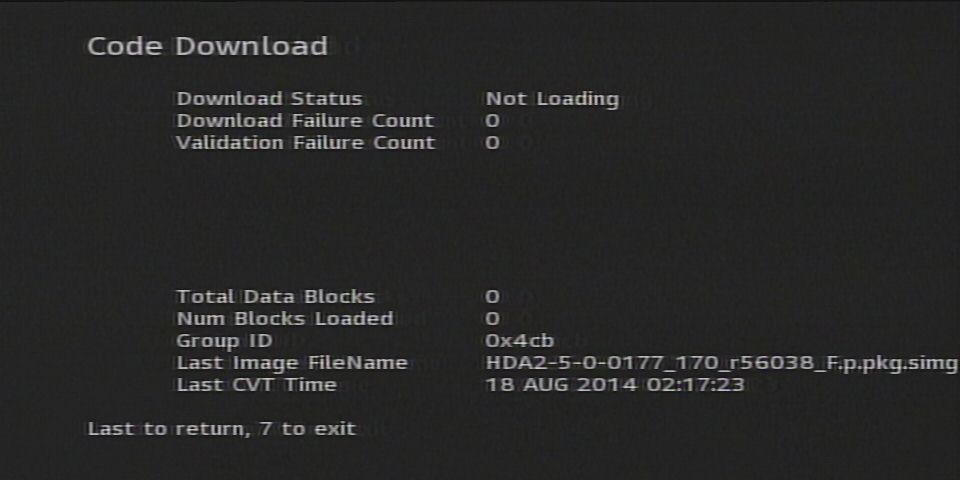 Code Download
Download Status Not Loading
Download Failure Count 0
Validation Failure Count 0
Total Data Blocks 0
Num Blocks Loaded 0
Group ID 0x4cb
Last Image FileName HDA2-5-0-0177_170_r56038_F.p.pkg.simg
Last CVT Time 18 AUG 2014 02:17:23
Last to return, 7 to exit